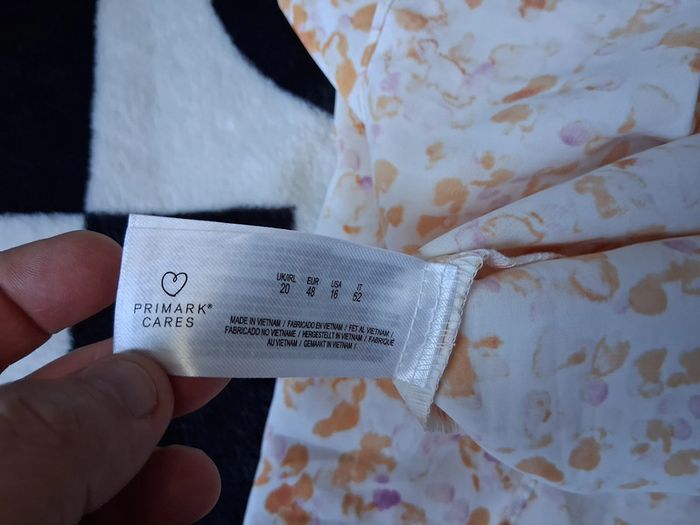 PRIMARK®
CARES
UK/IRL EUR USA IT
20 48 16 52
MADE IN VIETNAM / FABRICADO EN VIETNAM / FET AL VIETNAM /
FABRICADO NO VIETNAME / HERGESTELLT IN VIETNAM / FABRIQUÉ
AU VIETNAM / GEMAAKT IN VIETNAM /